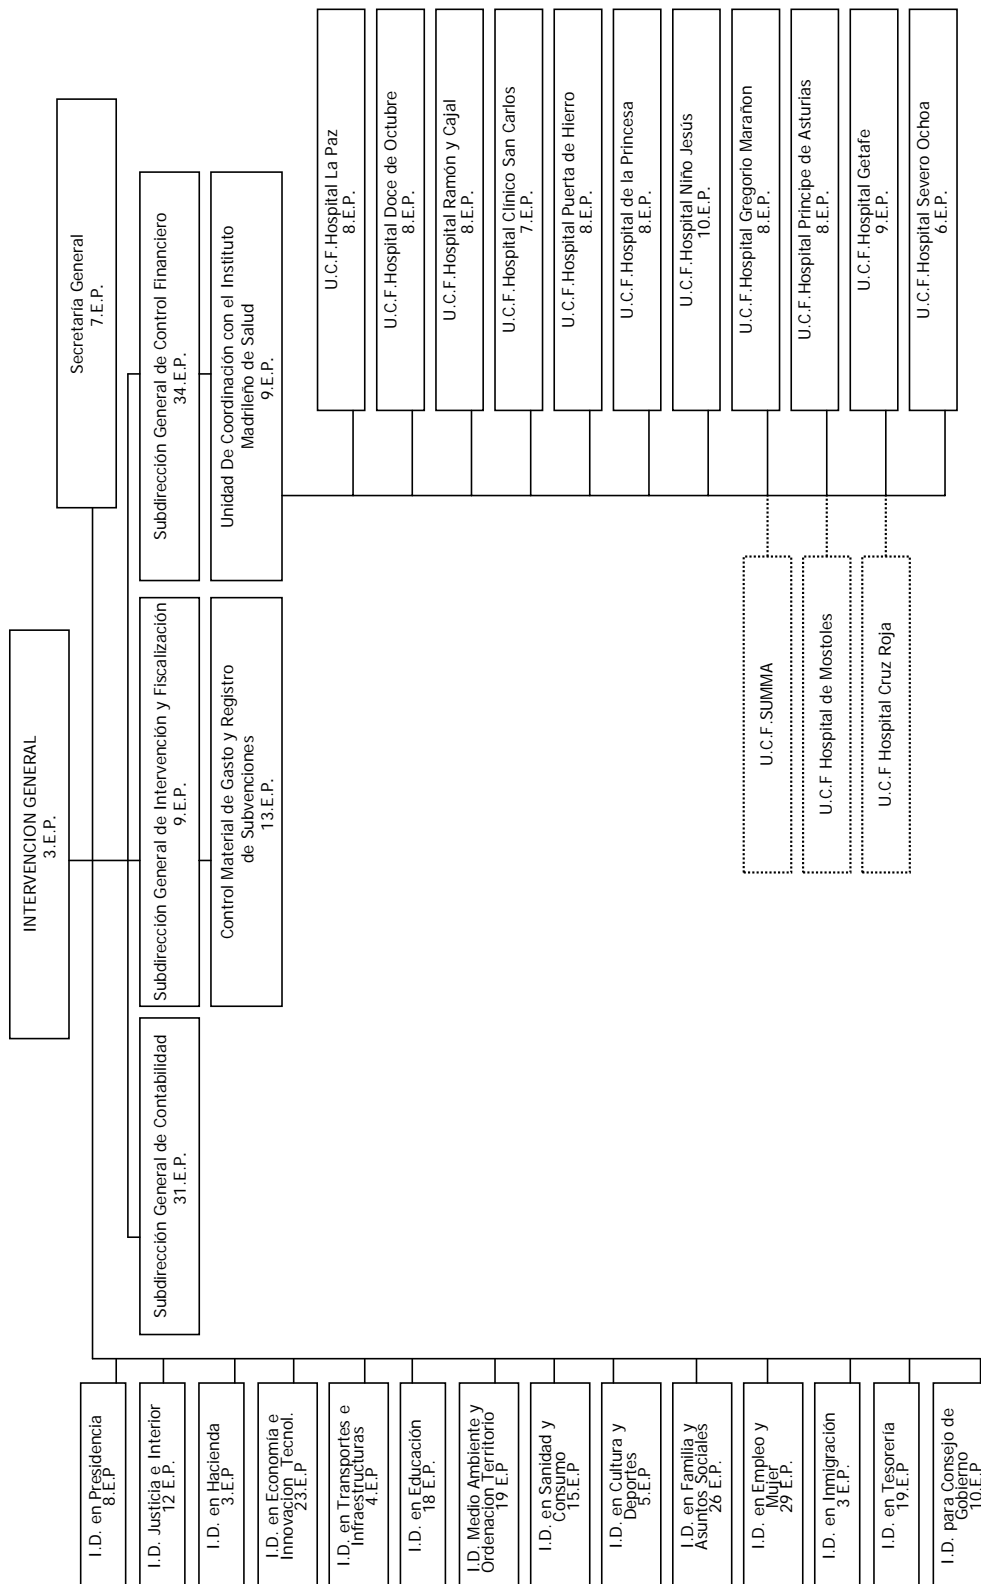 INTERVENCION GENERAL
3.E.P.
Secretaría General
7.E.P.
Subdirección General de Contabilidad
31.E.P.
Subdirección General de Intervención y Fiscalización
9.E.P.
Subdirección General de Control Financiero
34.E.P.
Control Material de Gasto y Registro
de Subvenciones
13.E.P.
Unidad De Coordinación con el Instituto
Madrileño de Salud
9.E.P.
I.D. en Presidencia
8.E.P
I.D. Justicia e Interior
12 E.P.
I.D. en Hacienda
3.E.P
I.D. en Economía e
Innovacion Tecnol.
23.E.P
I.D. en Transportes e
Infraestructuras
4.E.P
I.D. en Educación
18 E.P.
I.D. Medio Ambiente y
Ordenacion Territorio
19 E.P
I.D. en Sanidad y
Consumo
15.E.P
I.D. en Cultura y
Deportes
5.E.P
I.D. en Familia y
Asuntos Sociales
26 E.P.
I.D. en Empleo y
Mujer
29 E.P.
I.D. en Inmigración
3 E.P.
I.D. en Tesorería
19.E.P
I.D. para Consejo de
Gobierno
10.E.P
U.C.F.Hospital La Paz
8.E.P.
U.C.F.Hospital Doce de Octubre
8.E.P.
U.C.F.Hospital Ramón y Cajal
8.E.P.
U.C.F.Hospital Clínico San Carlos
7.E.P.
U.C.F.Hospital Puerta de Hierro
8.E.P.
U.C.F.Hospital de la Princesa
8.E.P.
U.C.F.Hospital Niño Jesús
10.E.P.
U.C.F.Hospital Gregorio Marañon
8.E.P.
U.C.F.Hospital Príncipe de Asturias
8.E.P.
U.C.F.Hospital Getafe
9.E.P.
U.C.F.Hospital Severo Ochoa
6.E.P.
U.C.F.SUMMA
U.C.F Hospital de Mostoles
U.C.F Hospital Cruz Roja